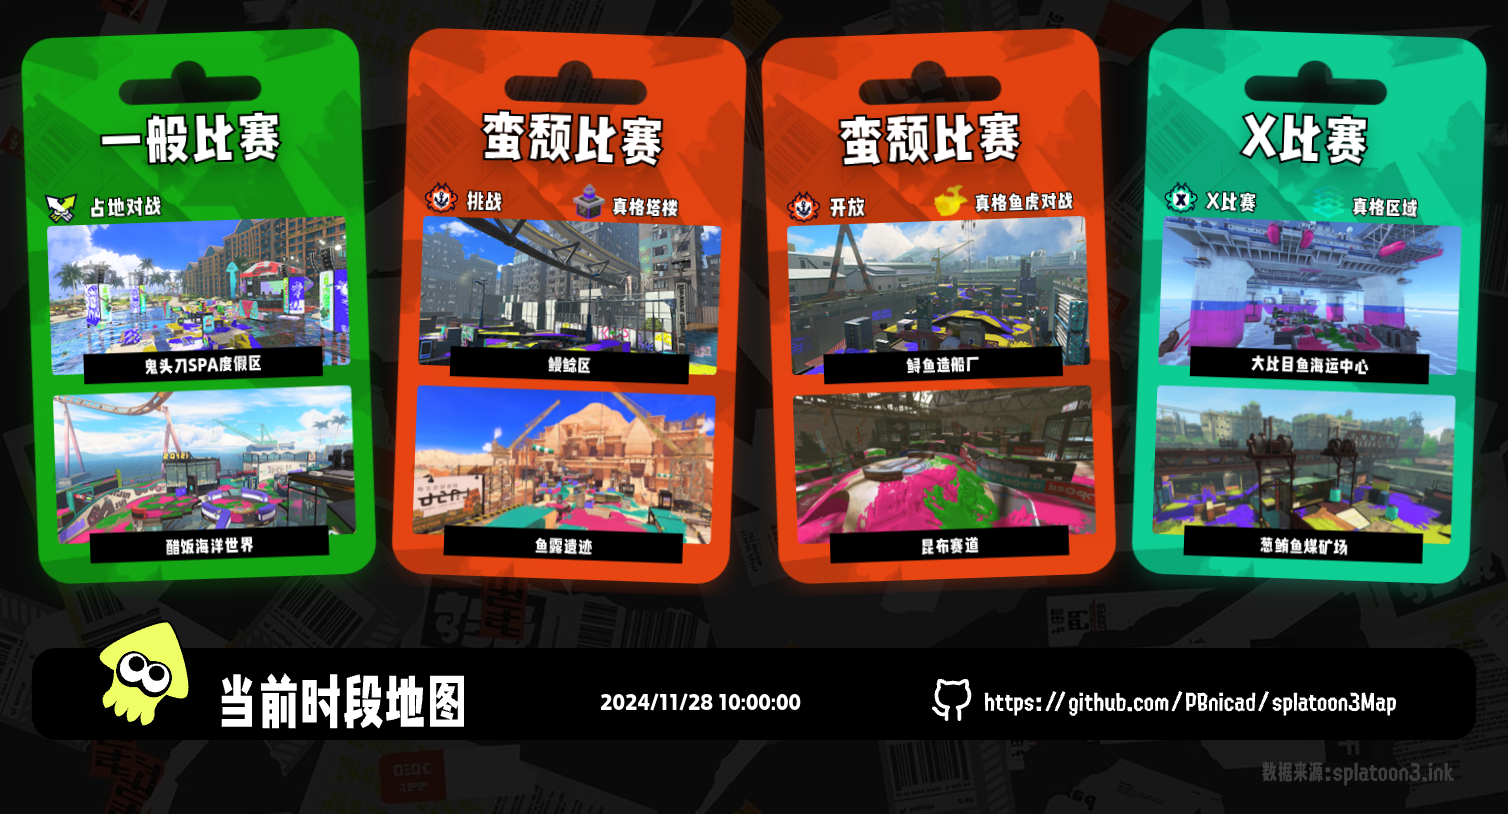 一般比赛
占地对战
鬼头刀SPA度假区
醋饭海洋世界
蛮颓比赛
挑战
真格塔楼
鳗鲶区
鱼露遗迹
蛮颓比赛
开放
真格鱼虎对战
鲟鱼造船厂
昆布赛道
X比赛
X比赛
真格区域
大比目鱼海运中心
葱鲔鱼煤矿场
当前时段地图
2024/11/28 10:00:00
https://github.com/PBnicad/splatoon3Map
数据来源:splatoon3.ink